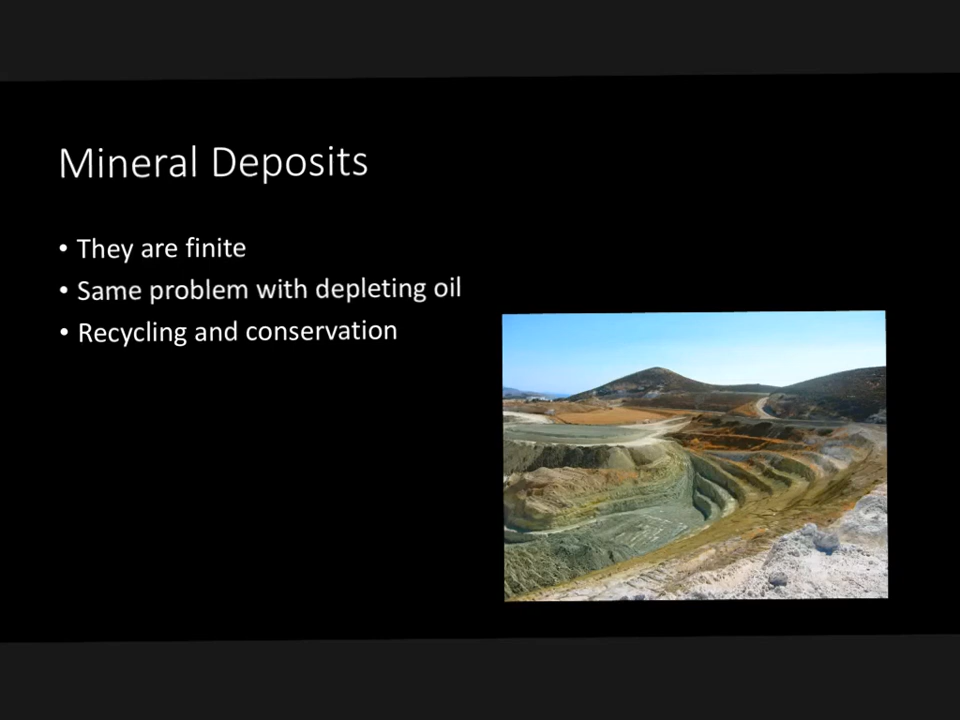 Mineral Deposits
• They are finite
• Same problem with depleting oil
• Recycling and conservation